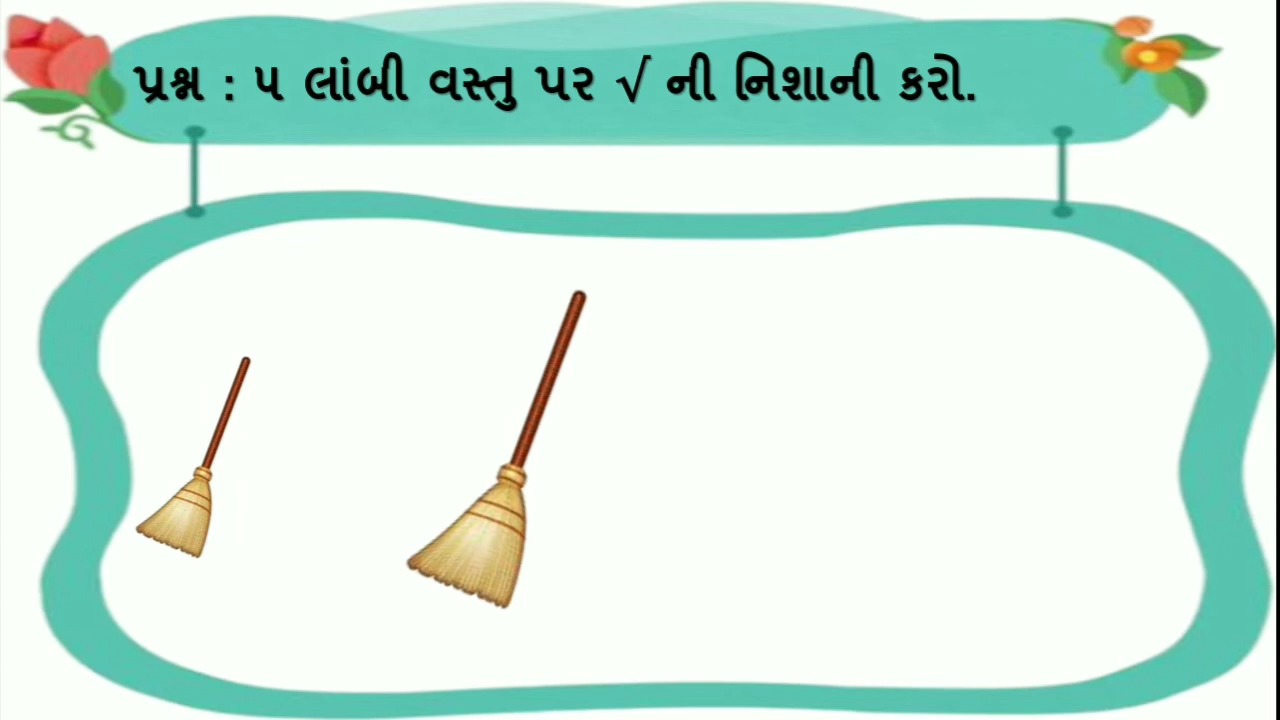 પ્રશ્ન : ૫ લાંબી વસ્તુ પર √ ની નિશાની કરો.